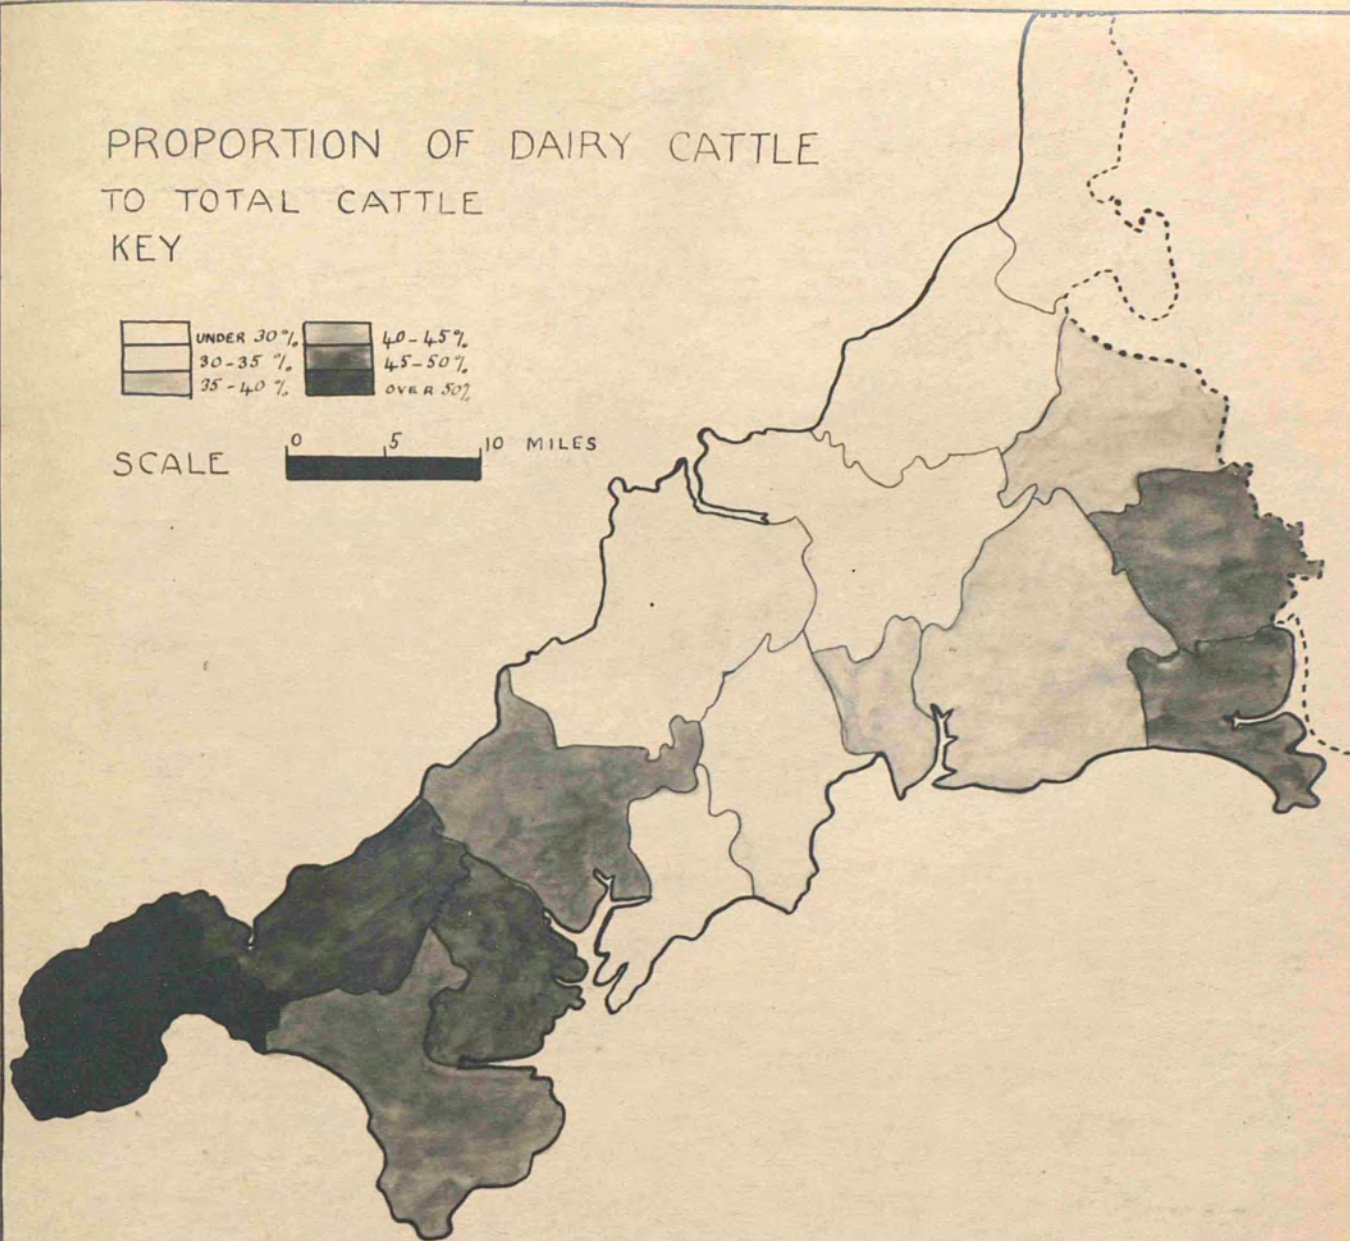 PROPORTION OF DAIRY CATTLE
TO TOTAL CATTLE
KEY
UNDER 30%
30-35 %
35-40 %
40-45%
45-50%
OVER 50%
SCALE
0 5 10 MILES